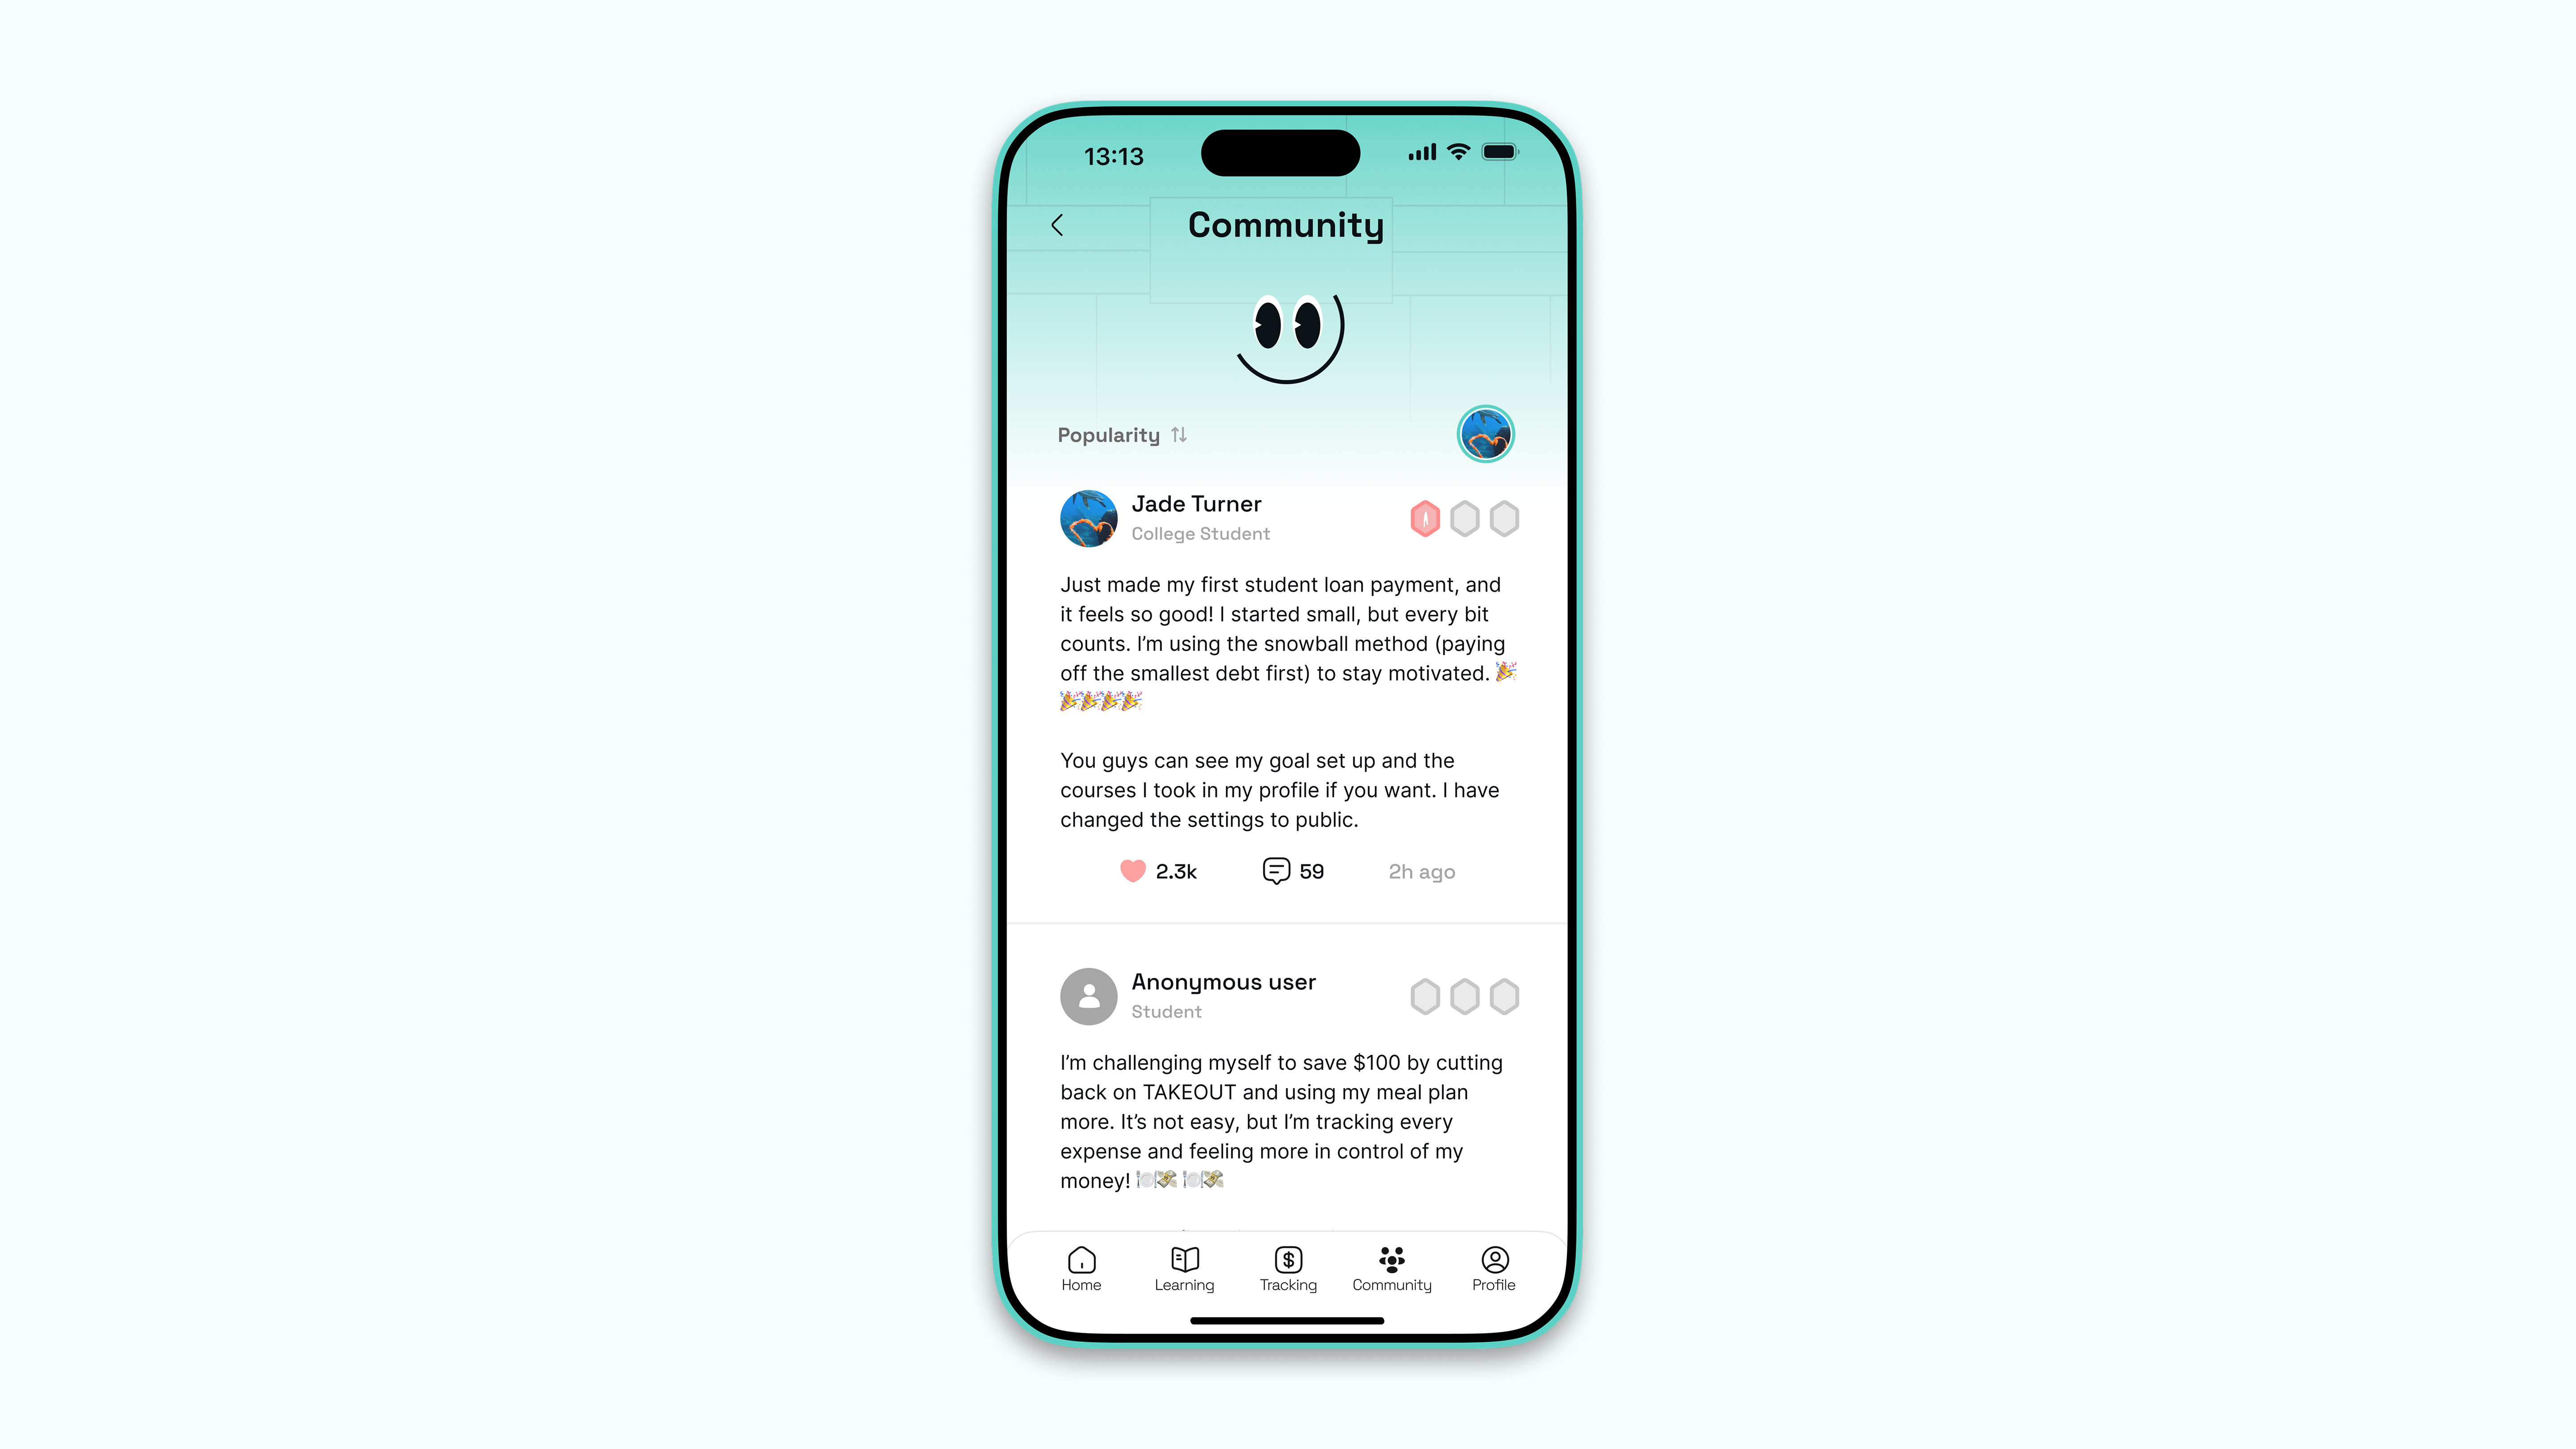 13:13
Community
Popularity
Jade Turner
College Student
Just made my first student loan payment, and
it feels so good! I started small, but every bit
counts. I’m using the snowball method (paying
off the smallest debt first) to stay motivated. 🎉
🎉🎉🎉🎉
You guys can see my goal set up and the
courses I took in my profile if you want. I have
changed the settings to public.
2.3k 59 2h ago
Anonymous user
Student
I’m challenging myself to save $100 by cutting
back on TAKEOUT and using my meal plan
more. It’s not easy, but I’m tracking every
expense and feeling more in control of my
money! 🍽️💸 🍽️💸
Home Learning Tracking Community Profile